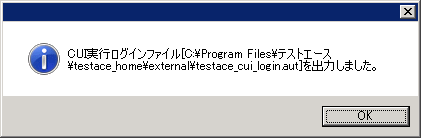 CUI実行ログインファイル[C:¥Program Files¥テストエース
¥testace_home¥external¥testace_cui_login.aut]を出力しました。
OK